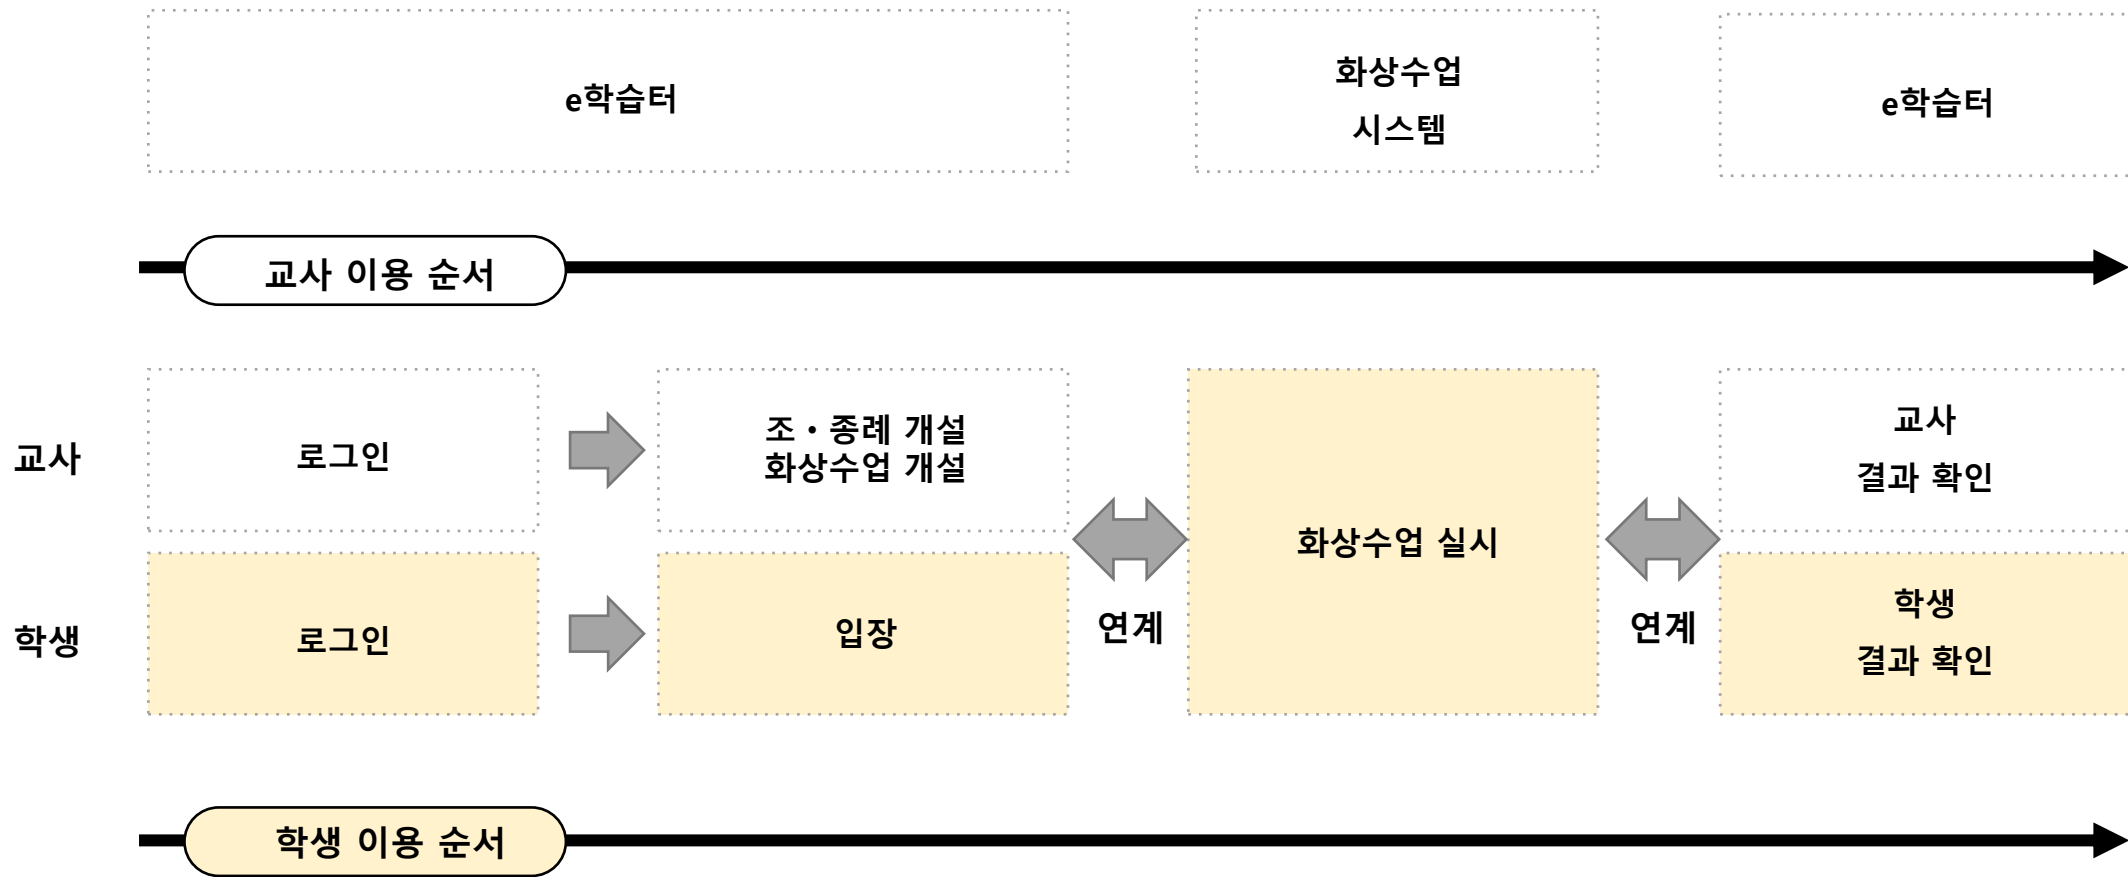 e학습터
화상수업
시스템
e학습터
교사 이용 순서
교사
로그인
조・종례 개설
화상수업 개설
화상수업 실시
교사
결과 확인
학생
로그인
입장
연계
연계
학생
결과 확인
학생 이용 순서